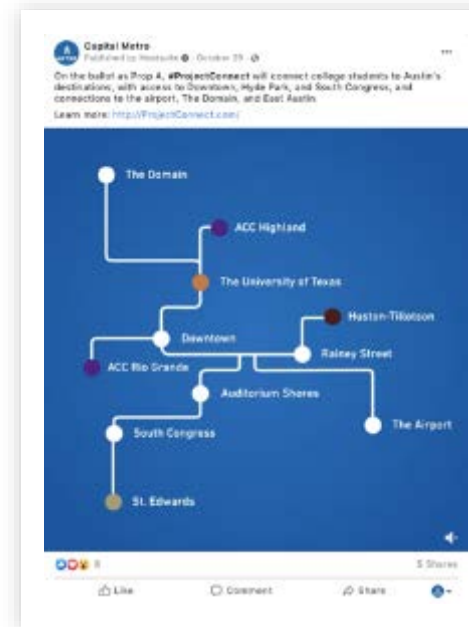 Capital Metro
Published by Hootsuite · October 29 ·
On the ballot as Prop A, #ProjectConnect will connect college students to Austin's
destinations, with access to Downtown, Hyde Park, and South Congress, and
connections to the airport, The Domain, and East Austin.
Learn more: http://ProjectConnect.com/
The Domain
ACC Highland
The University of Texas
Huston-Tillotson
Downtown
Rainey Street
ACC Rio Grande
Auditorium Shores
The Airport
South Congress
St. Edwards
8
5 Shares
Like Comment Share